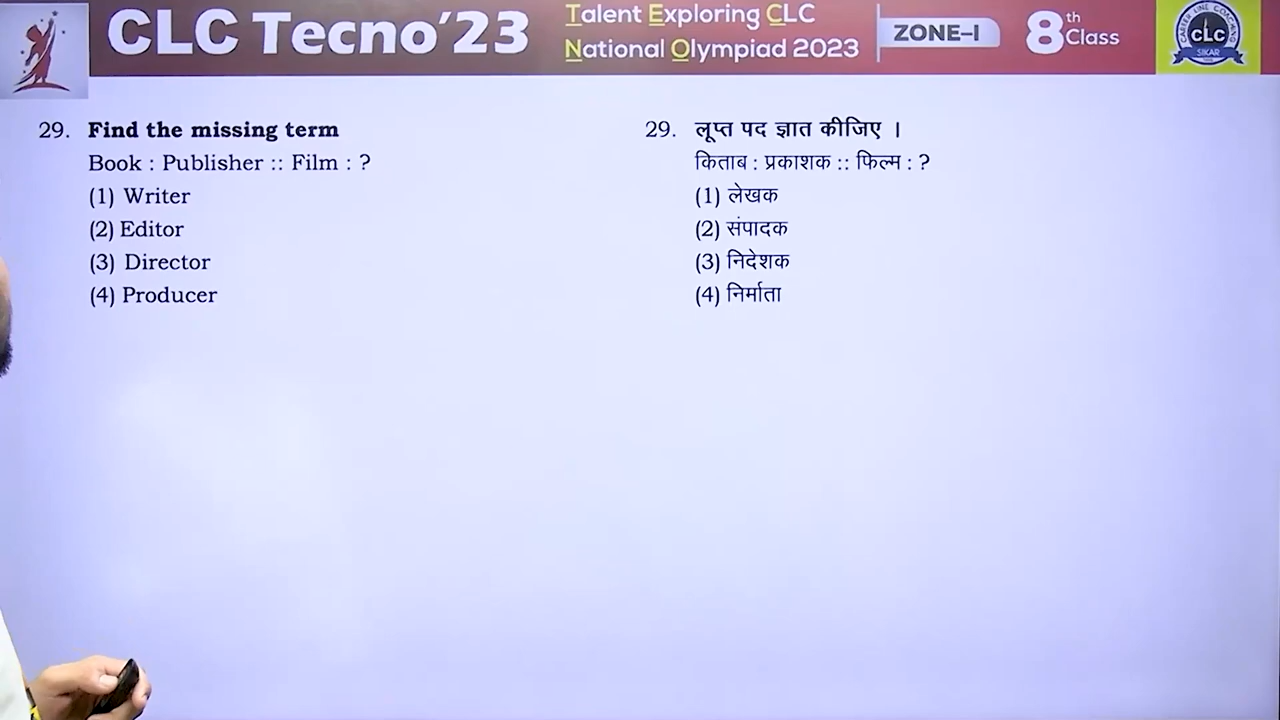 CLC Tecno'23
Talent Exploring CLC
National Olympiad 2023
ZONE–I
8th Class
CLC
SIKAR
29. Find the missing term
Book : Publisher :: Film : ?
(1) Writer
(2) Editor
(3) Director
(4) Producer
29. लूप्त पद ज्ञात कीजिए ।
किताब : प्रकाशक :: फिल्म : ?
(1) लेखक
(2) संपादक
(3) निदेशक
(4) निर्माता